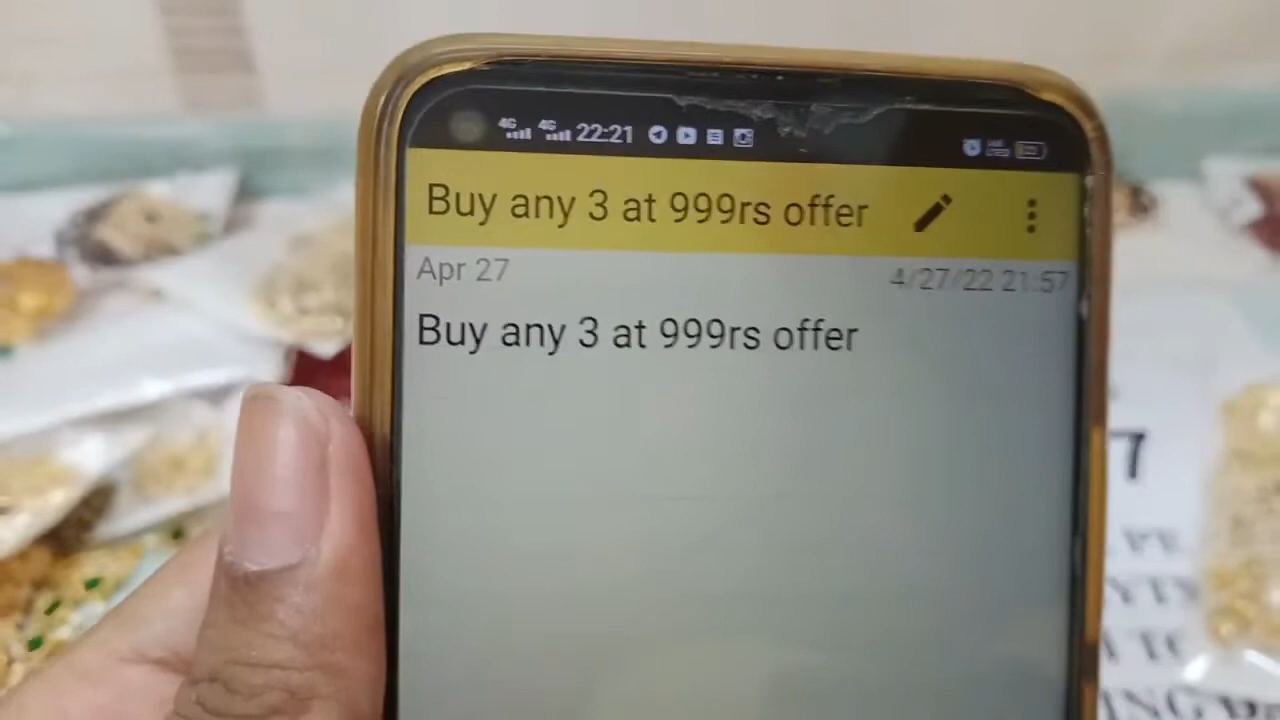 4G 4G 22:21
Buy any 3 at 999rs offer
Apr 27 4/27/22 21:57
Buy any 3 at 999rs offer
7